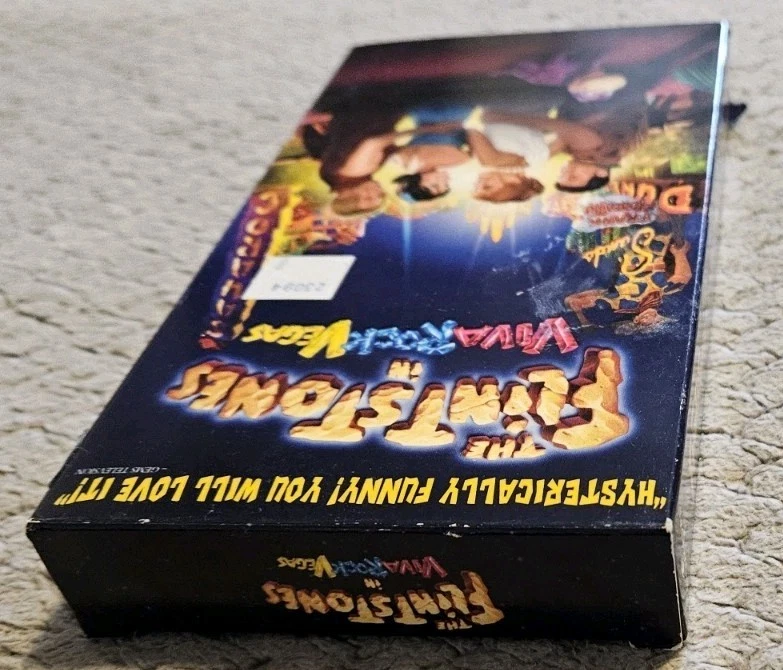 "HYSTERICALLY FUNNY! YOU WILL LOVE IT!"
- GEMS TELEVISION
THE
FLINTSTONES
IN
VIVA ROCK VEGAS
23094
THE
FLINTSTONES
IN
VIVA ROCK VEGAS